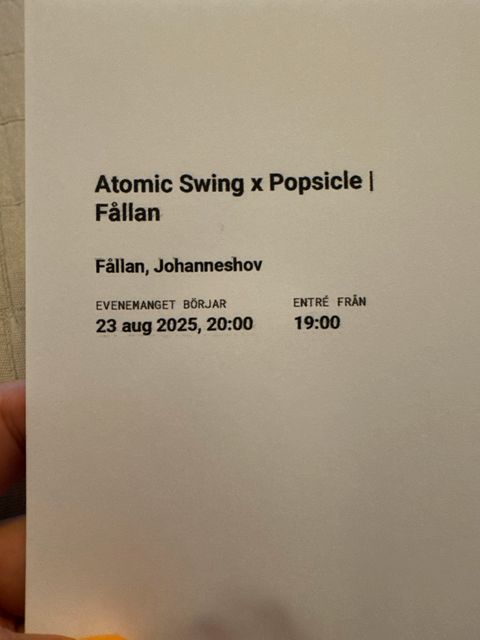 Atomic Swing x Popsicle |
Fållan
Fållan, Johanneshov
EVENEMANGET BÖRJAR ENTRÉ FRÅN
23 aug 2025, 20:00 19:00